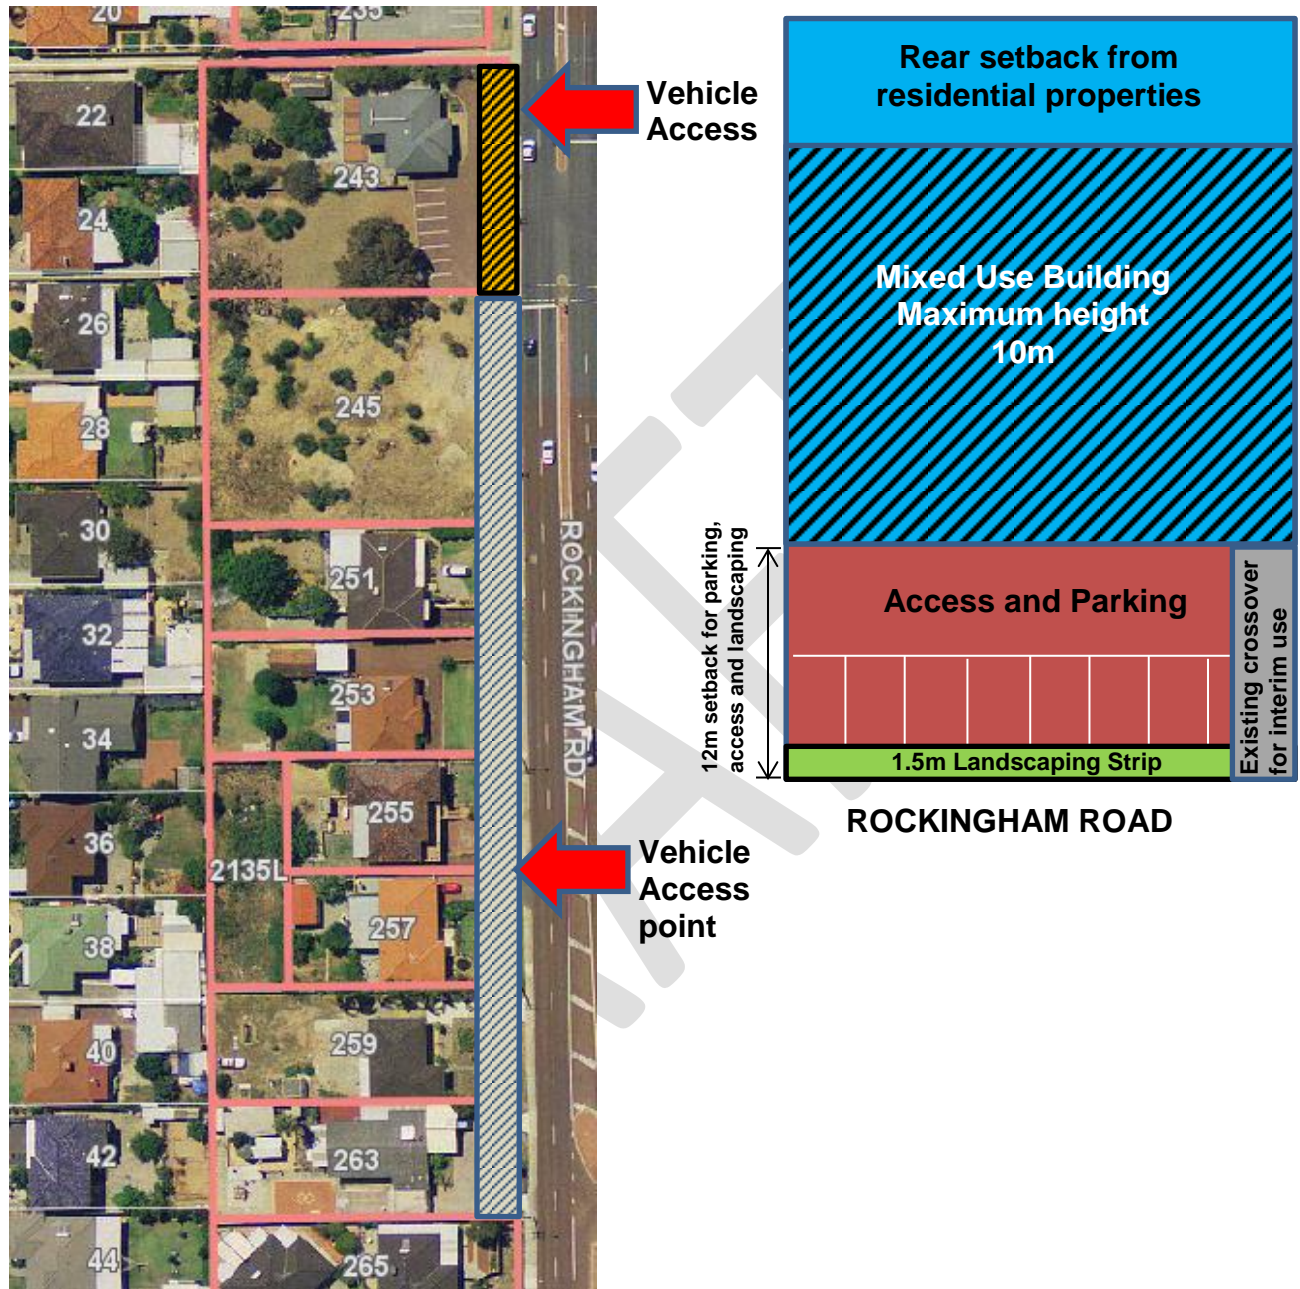 20
235
22
243
24
26
245
28
30
251
32
253
34
255
36
2135L
257
38
259
40
42
263
44
265
ROCKINGHAM RD
Vehicle
Access
Vehicle
Access
point
Rear setback from
residential properties
Mixed Use Building
Maximum height
10m
12m setback for parking,
access and landscaping
Access and Parking
Existing crossover
for interim use
1.5m Landscaping Strip
ROCKINGHAM ROAD
DRAFT